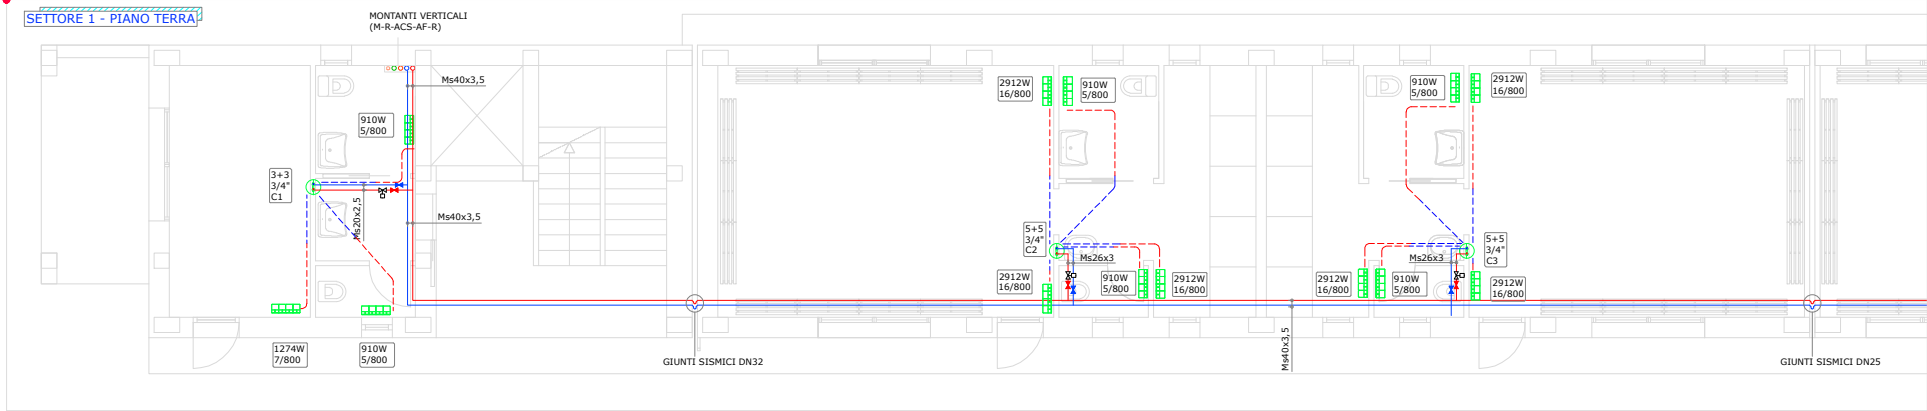 SETTORE 1 - PIANO TERRA
MONTANTI VERTICALI
(M-R-ACS-AF-R)
Ms40x3,5
910W
5/800
3+3
3/4"
C1
Ms20x2,5
Ms40x3,5
1274W
7/800
910W
5/800
GIUNTI SISMICI DN32
2912W
16/800
910W
5/800
5+5
3/4"
C2
Ms26x3
2912W
16/800
910W
5/800
2912W
16/800
Ms40x3,5
910W
5/800
2912W
16/800
5+5
3/4"
C3
Ms26x3
2912W
16/800
910W
5/800
2912W
16/800
GIUNTI SISMICI DN25